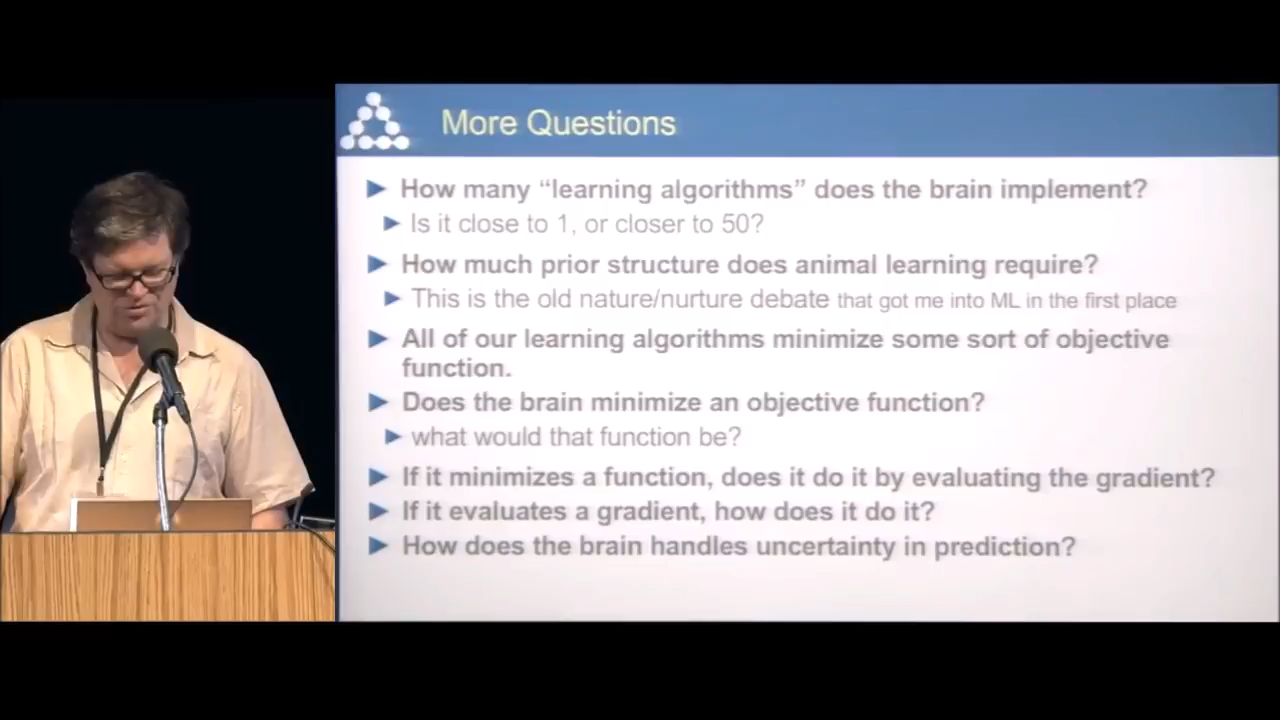 More Questions
How many “learning algorithms” does the brain implement?
Is it close to 1, or closer to 50?
How much prior structure does animal learning require?
This is the old nature/nurture debate that got me into ML in the first place
All of our learning algorithms minimize some sort of objective
function.
Does the brain minimize an objective function?
what would that function be?
If it minimizes a function, does it do it by evaluating the gradient?
If it evaluates a gradient, how does it do it?
How does the brain handles uncertainty in prediction?